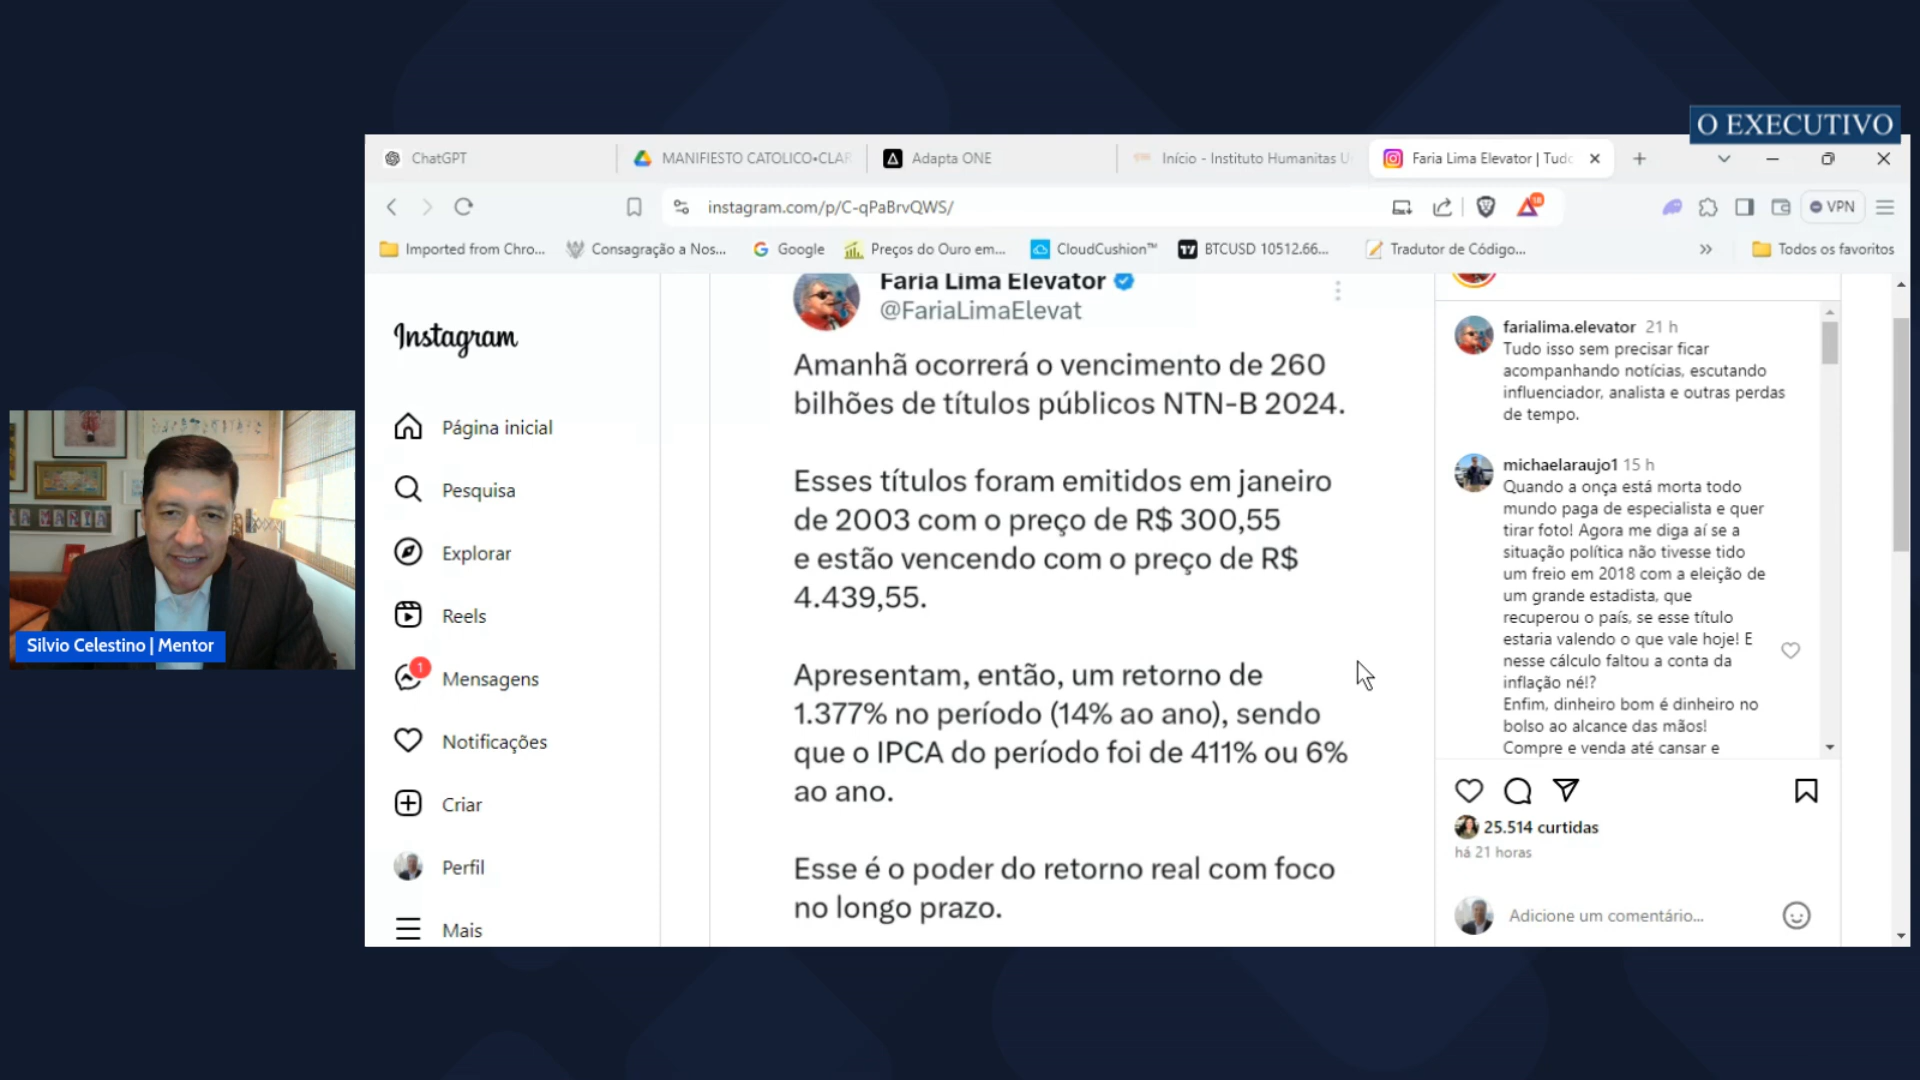 O EXECUTIVO
ChatGPT
MANIFIESTO CATOLICO•CLAR
Adapta ONE
Início - Instituto Humanitas U
Faria Lima Elevator | Tudo
instagram.com/p/C-qPaBrvQWS/
18
VPN
Imported from Chro...
Consagração a Nos...
Google
Preços do Ouro em...
CloudCushion™
BTCUSD 10512.66...
Tradutor de Código...
Todos os favoritos
Instagram
Página inicial
Pesquisa
Explorar
Reels
1
Mensagens
Notificações
Criar
Perfil
Mais
Faria Lima Elevator
@FariaLimaElevat
Amanhã ocorrerá o vencimento de 260
bilhões de títulos públicos NTN-B 2024.
Esses títulos foram emitidos em janeiro
de 2003 com o preço de R$ 300,55
e estão vencendo com o preço de R$
4.439,55.
Apresentam, então, um retorno de
1.377% no período (14% ao ano), sendo
que o IPCA do período foi de 411% ou 6%
ao ano.
Esse é o poder do retorno real com foco
no longo prazo.
farialima.elevator 21 h
Tudo isso sem precisar ficar
acompanhando notícias, escutando
influenciador, analista e outras perdas
de tempo.
michaelaraujo1 15 h
Quando a onça está morta todo
mundo paga de especialista e quer
tirar foto! Agora me diga aí se a
situação política não tivesse tido
um freio em 2018 com a eleição de
um grande estadista, que
recuperou o país, se esse título
estaria valendo o que vale hoje! E
nesse cálculo faltou a conta da
inflação né!?
Enfim, dinheiro bom é dinheiro no
bolso ao alcance das mãos!
Compre e venda até cansar e
25.514 curtidas
há 21 horas
Adicione um comentário...
Silvio Celestino | Mentor